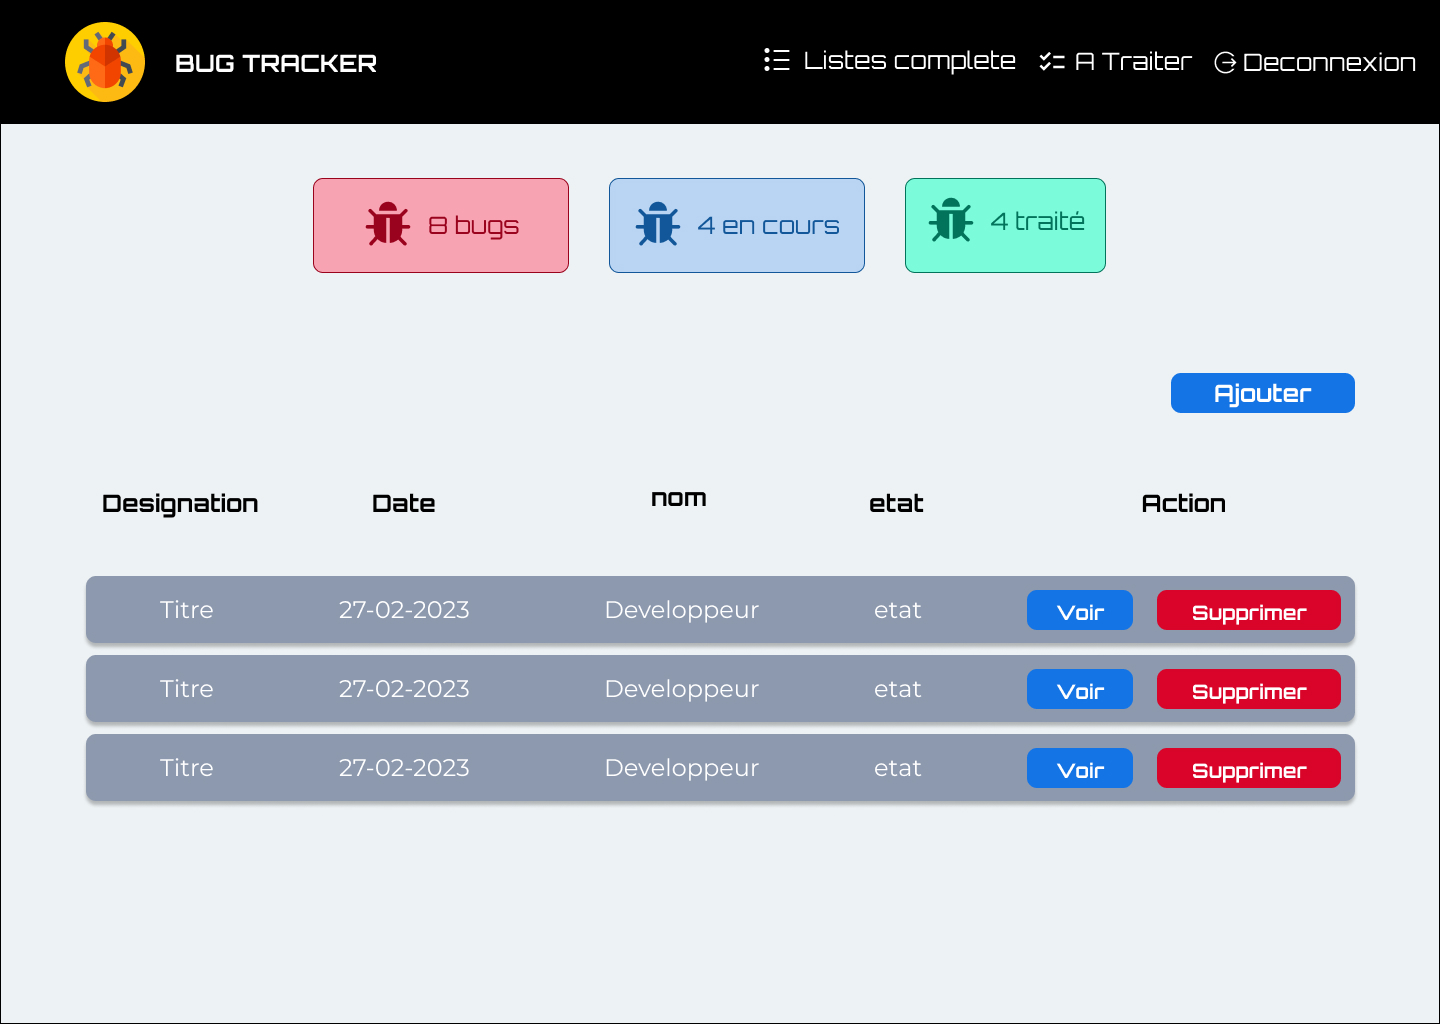 BUG TRACKER
Listes complete
A Traiter
Deconnexion
8 bugs
4 en cours
4 traité
Ajouter
Designation Date nom etat Action
Titre 27-02-2023 Developpeur etat Voir Supprimer
Titre 27-02-2023 Developpeur etat Voir Supprimer
Titre 27-02-2023 Developpeur etat Voir Supprimer